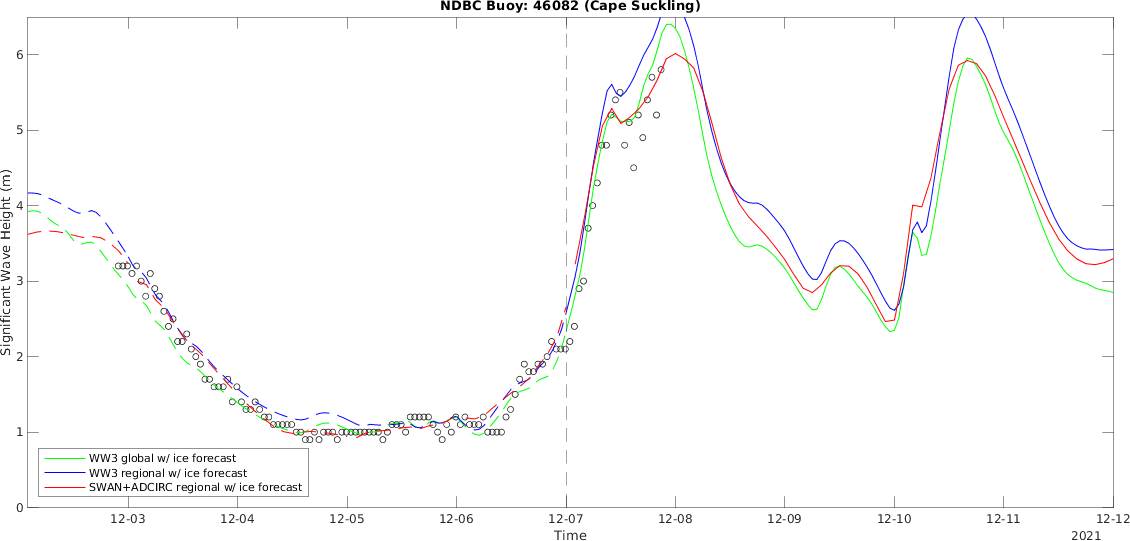 NDBC Buoy: 46082 (Cape Suckling)
Significant Wave Height (m)
6
5
4
3
2
1
0
WW3 global w/ ice forecast
WW3 regional w/ ice forecast
SWAN+ADCIRC regional w/ ice forecast
12-03 12-04 12-05 12-06 12-07 12-08 12-09 12-10 12-11 12-12
Time
2021